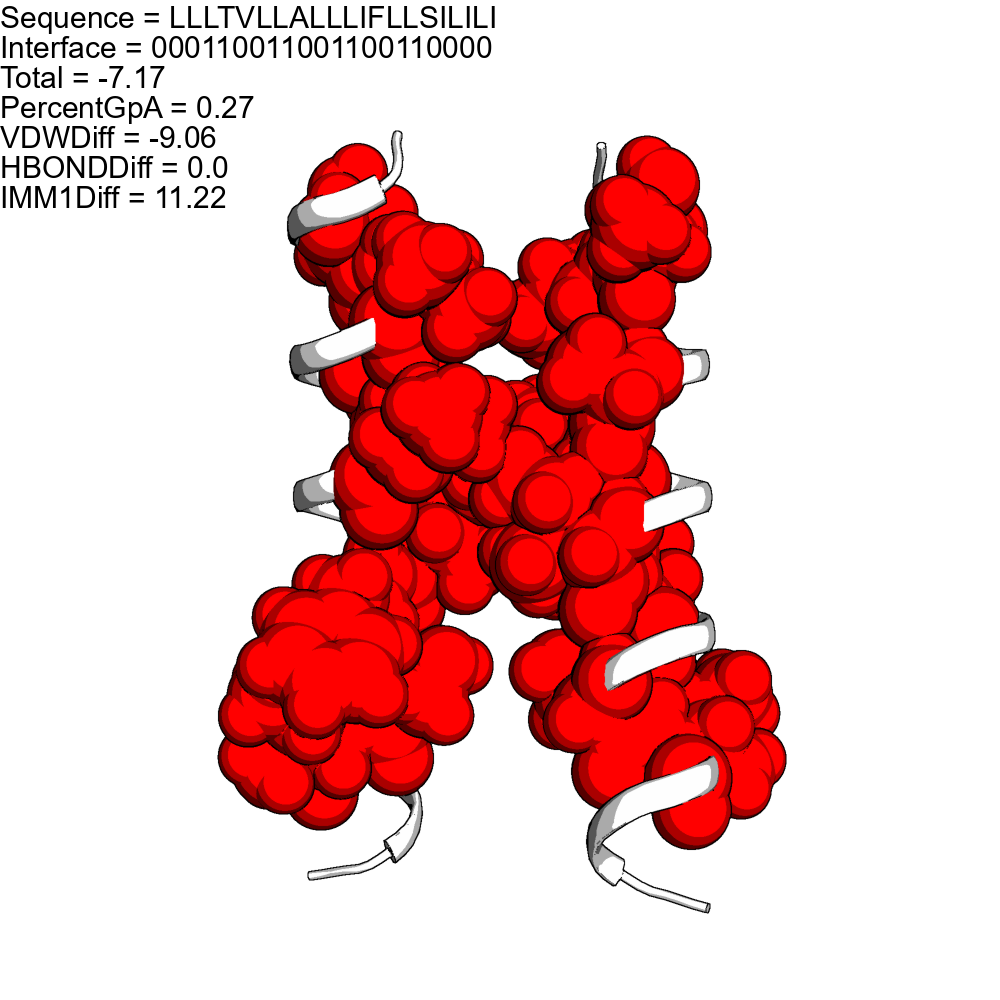 Sequence = LLLTVLLALLLIFLLSILILI
Interface = 000110011001100110000
Total = -7.17
PercentGpA = 0.27
VDWDiff = -9.06
HBONDDiff = 0.0
IMM1Diff = 11.22